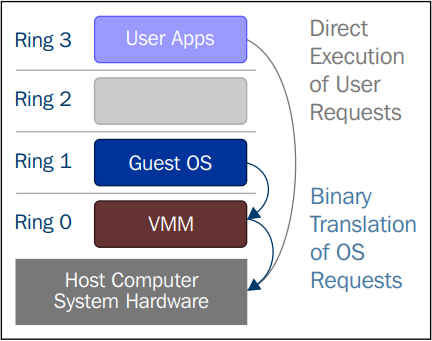 Ring 3
User Apps
Direct
Execution
of User
Requests
Ring 2
Ring 1
Guest OS
Ring 0
VMM
Binary
Translation
of OS
Requests
Host Computer
System Hardware